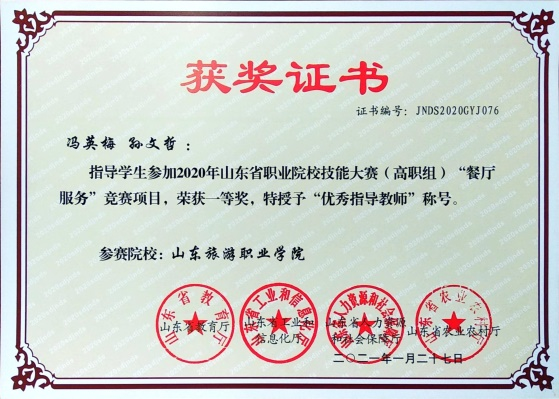 获奖证书
证书编号：JNDS2020GYJ076
冯英梅 孙文哲：
指导学生参加2020年山东省职业院校技能大赛（高职组）“餐厅
服务”竞赛项目，荣获一等奖，特授予“优秀指导教师”称号。
参赛院校：山东旅游职业学院
山东省教育厅
山东省教育厅
山东省工业和信息化厅
山东省工业和
信息化厅
山东省人力资源和社会保障厅
山东省人力资源
和社会保障厅
山东省农业农村厅
山东省农业农村厅
二〇二一年一月二十七日